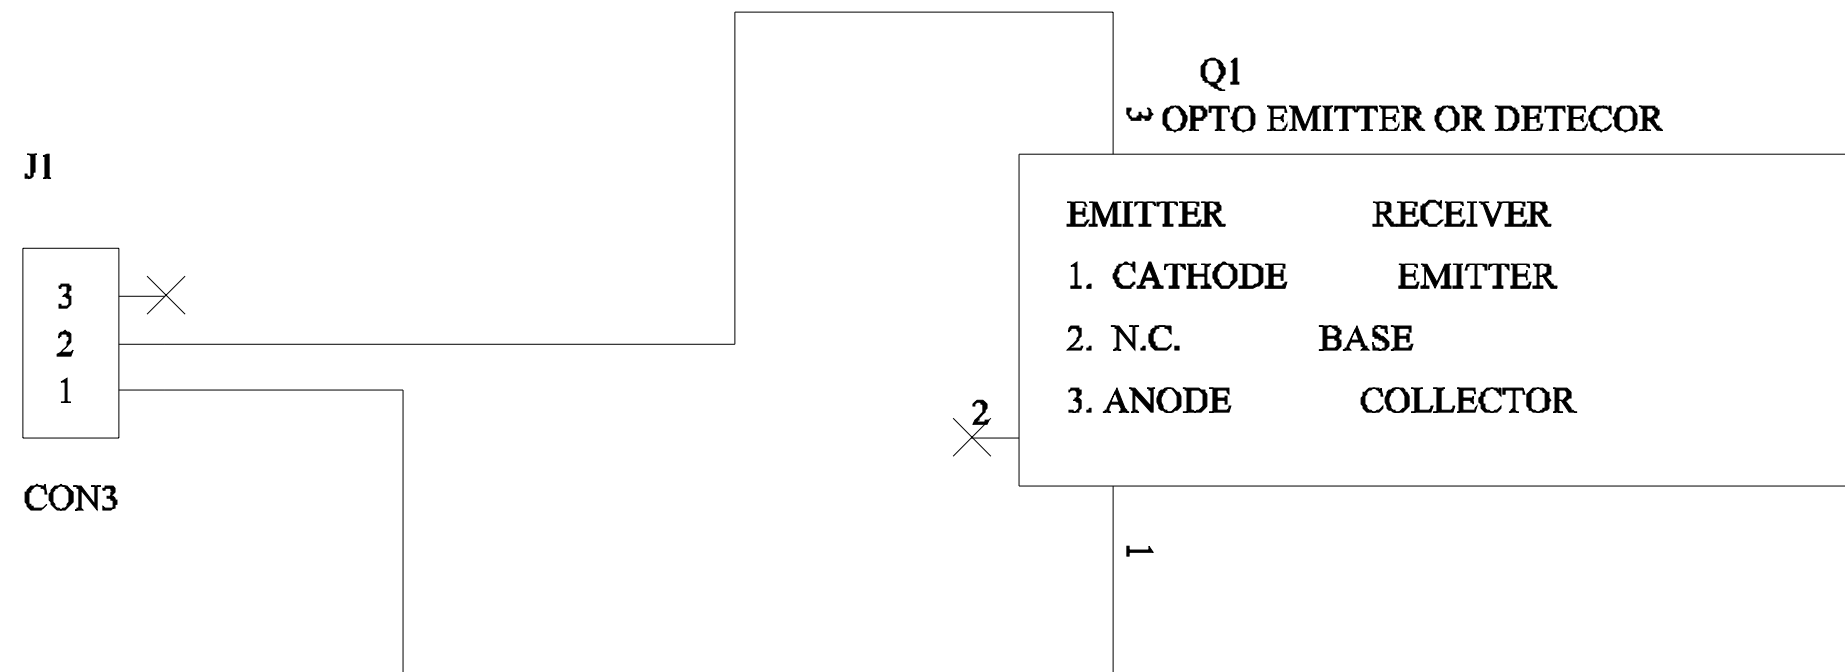 Q1
3 OPTO EMITTER OR DETECOR
J1
EMITTER RECEIVER
1. CATHODE EMITTER
3
2
1
2. N.C. BASE
3. ANODE COLLECTOR
2
CON3
1